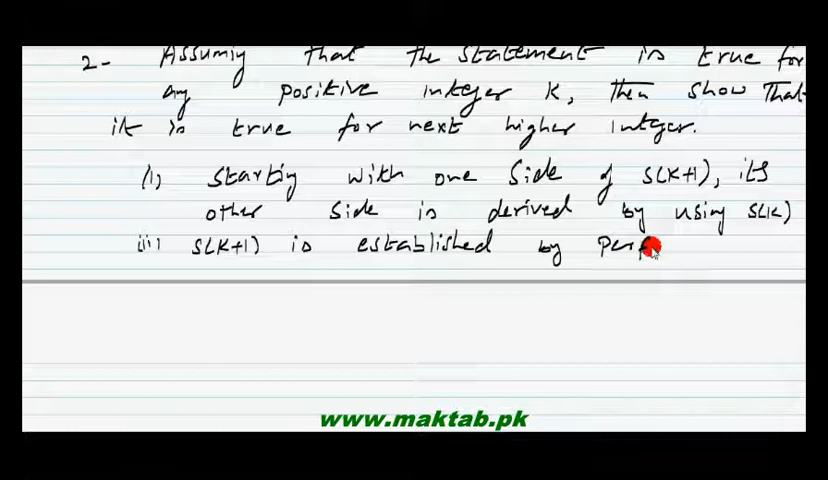 2- Assuming that the statement is true for
any positive integer K, then show that
it is true for next higher integer.
(i) starting with one side of S(K+1), its
other side is derived by using S(K)
(ii) S(K+1) is established by perf
www.maktab.pk